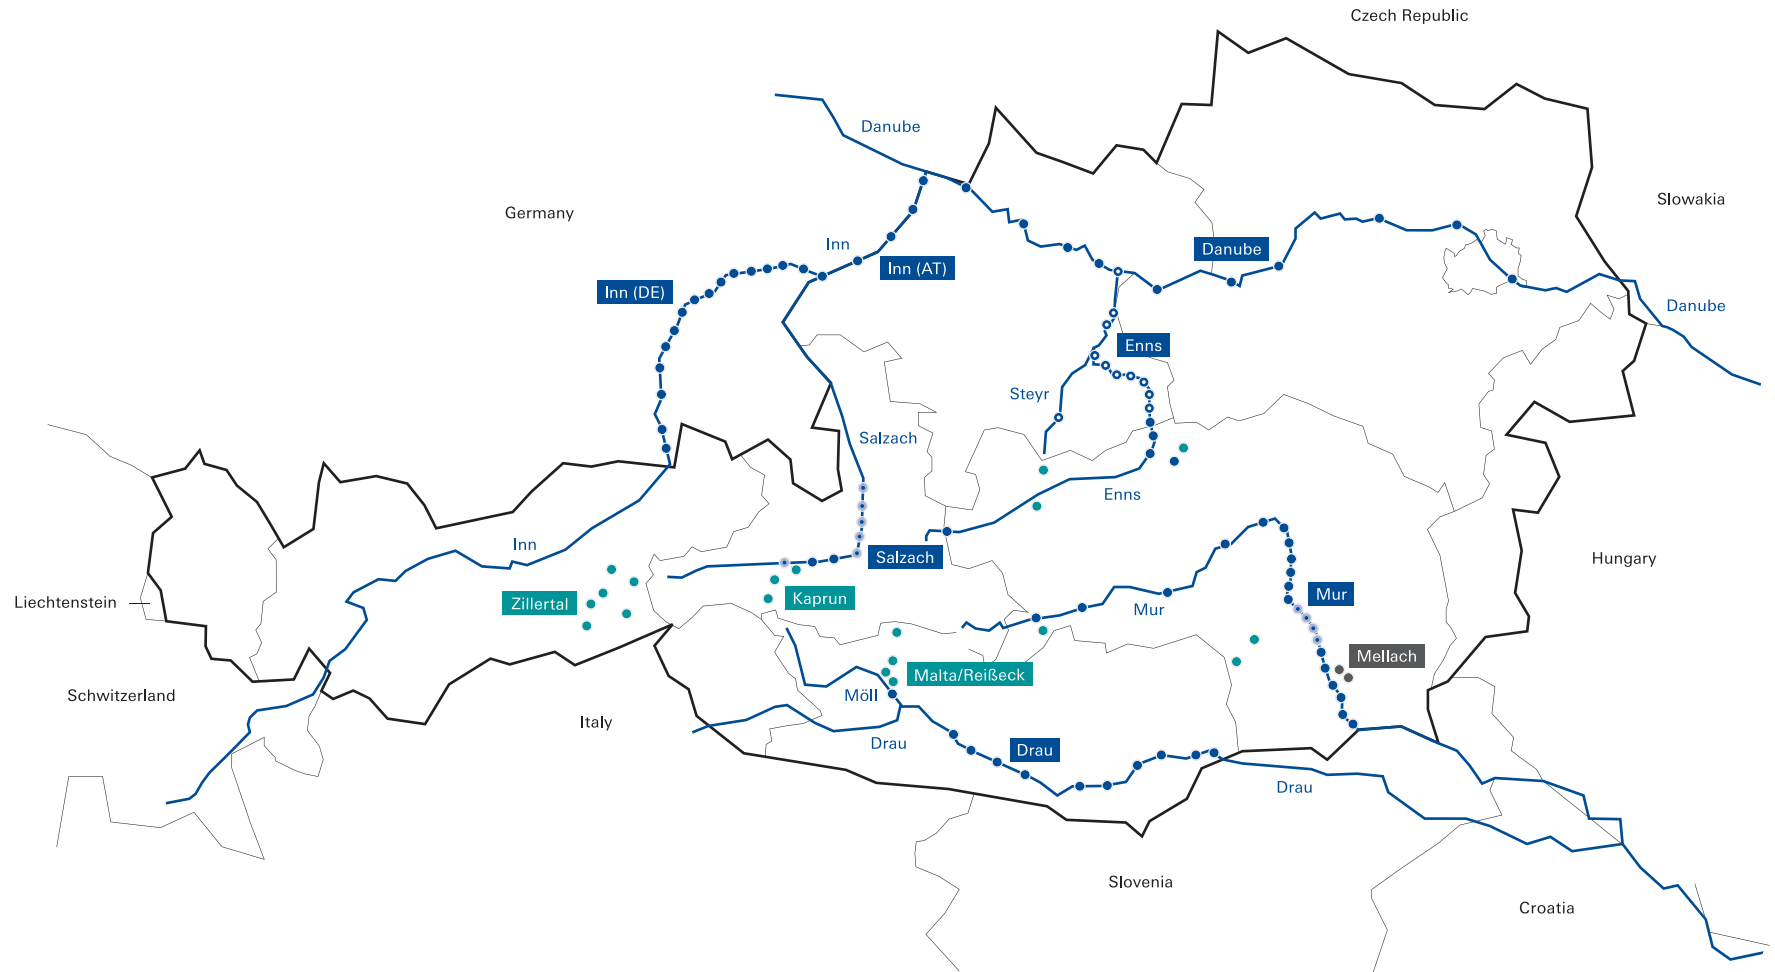 Czech Republic
Danube
Slowakia
Germany
Inn
Danube
Inn (AT)
Inn (DE)
Danube
Enns
Steyr
Salzach
Enns
Inn
Salzach
Hungary
Liechtenstein
Zillertal
Kaprun
Mur
Mur
Mellach
Malta/Reißeck
Schwitzerland
Möll
Italy
Drau
Drau
Drau
Slovenia
Croatia